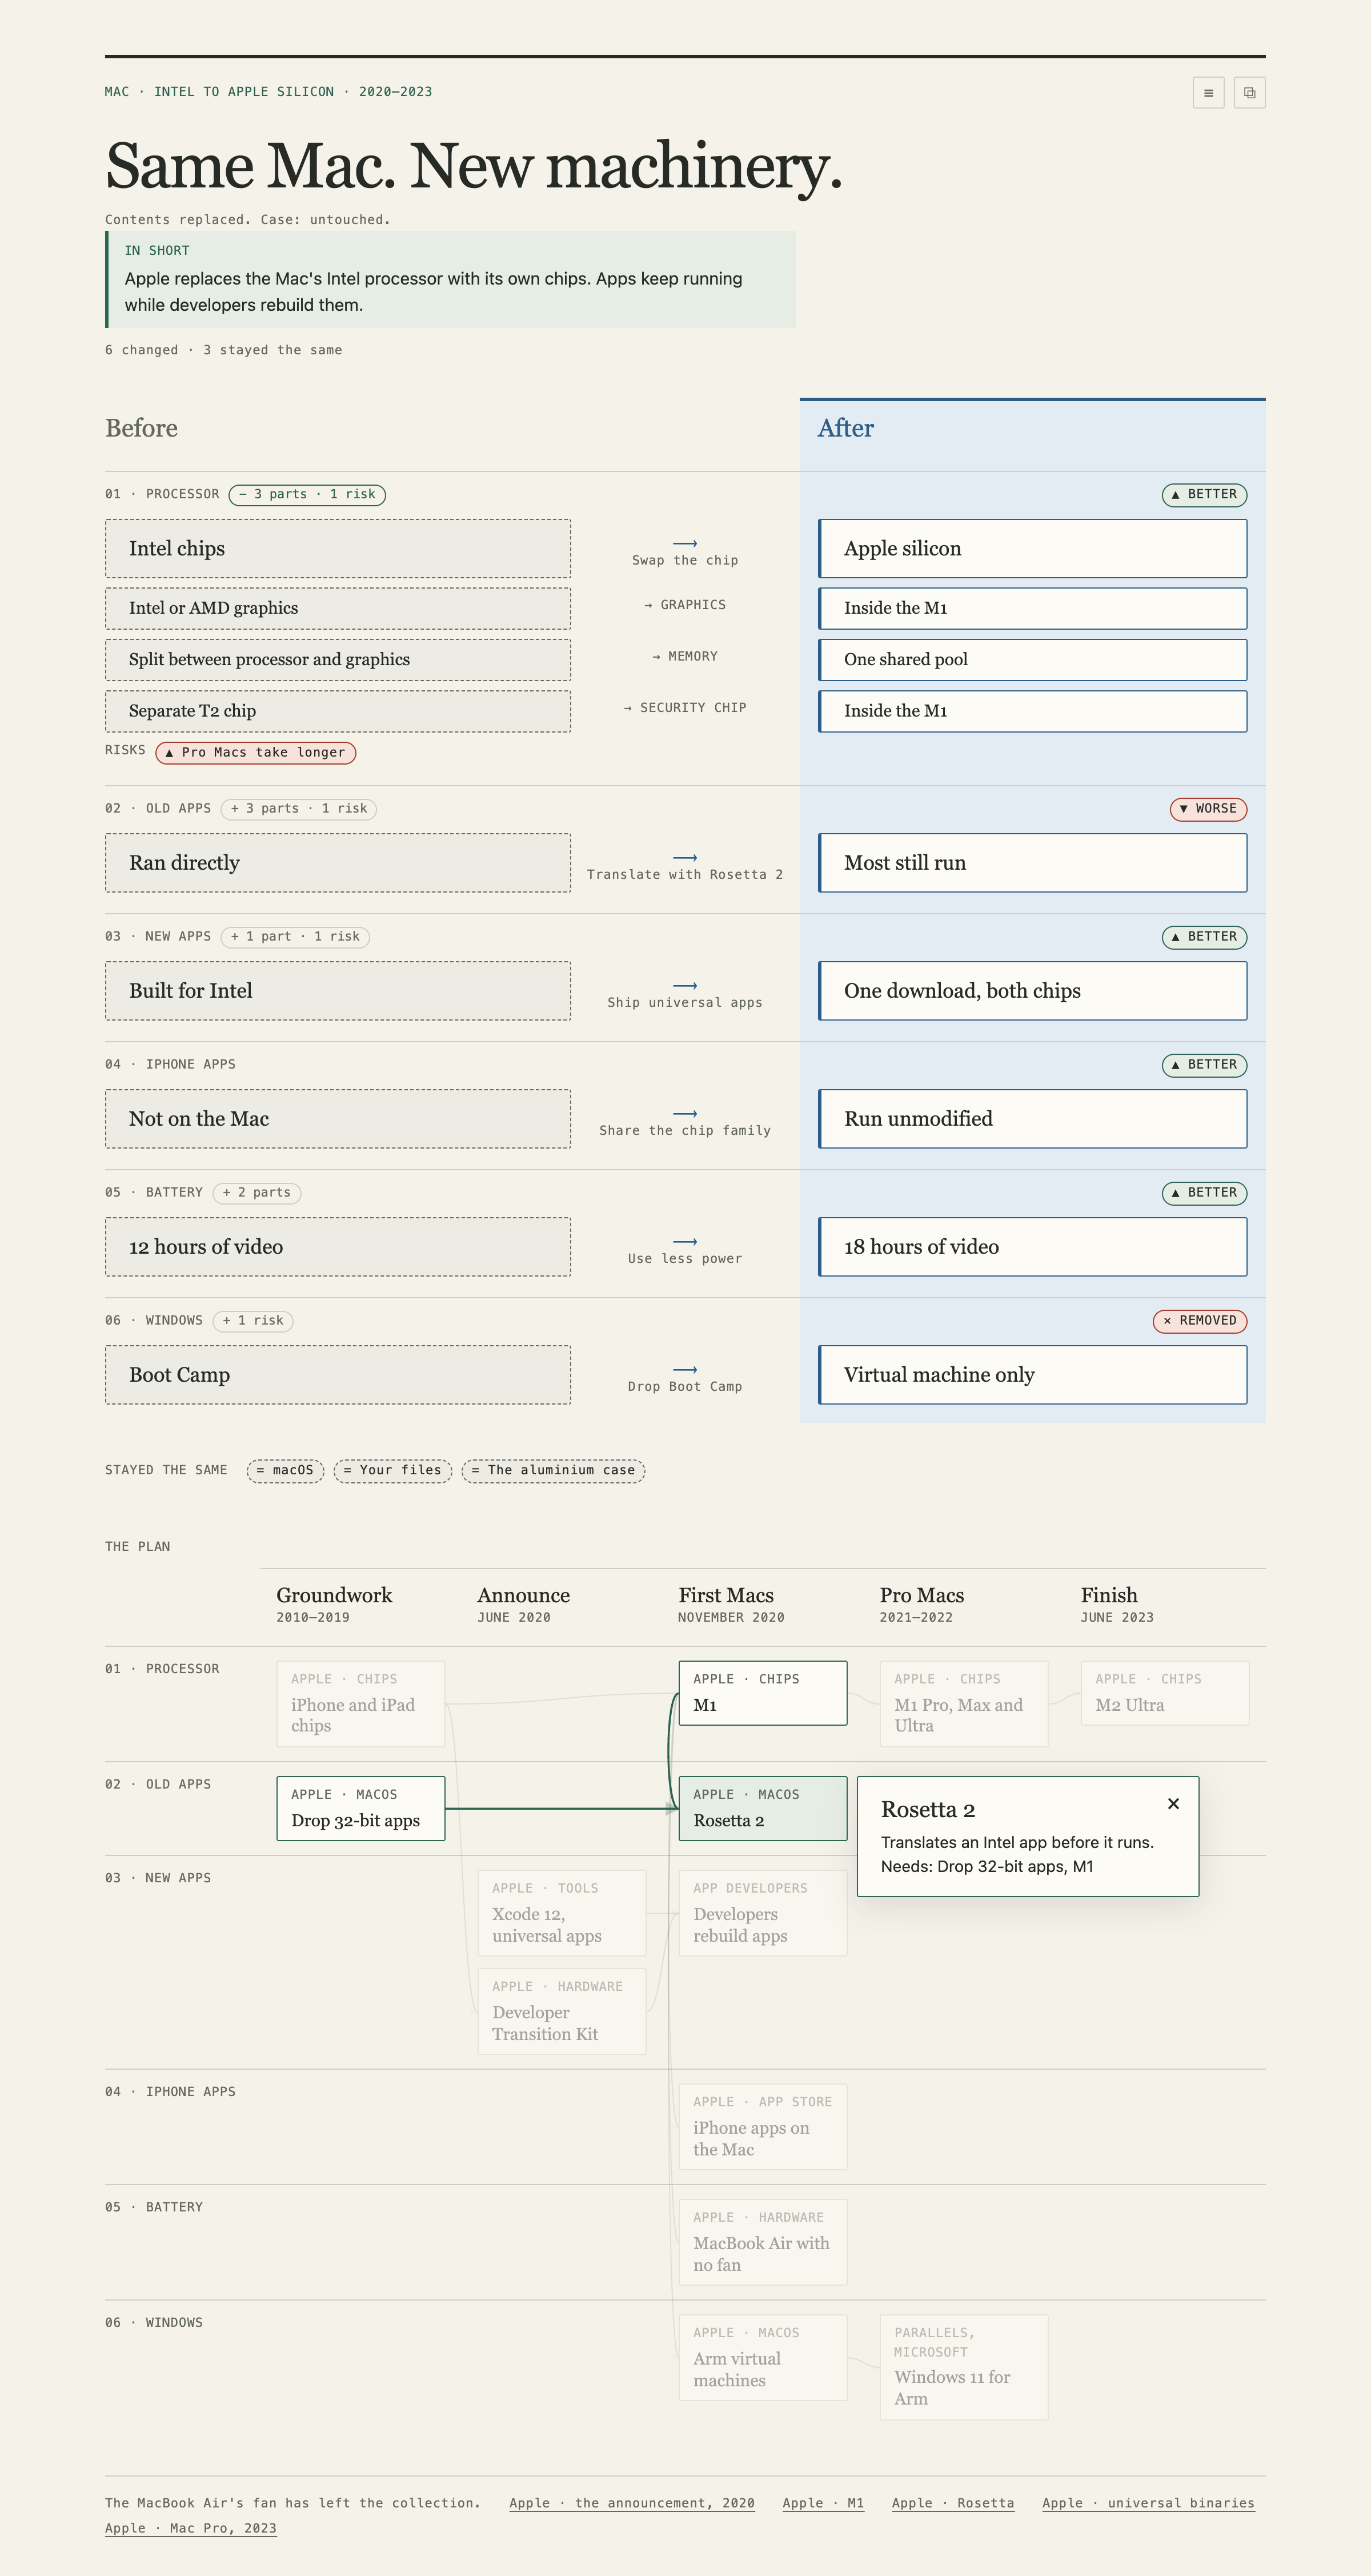 MAC · INTEL TO APPLE SILICON · 2020–2023
Same Mac. New machinery.
Contents replaced. Case: untouched.
IN SHORT
Apple replaces the Mac's Intel processor with its own chips. Apps keep running
while developers rebuild them.
6 changed · 3 stayed the same
Before
After
01 · PROCESSOR − 3 parts · 1 risk
▲ BETTER
Intel chips
→
Swap the chip
Apple silicon
Intel or AMD graphics
→ GRAPHICS
Inside the M1
Split between processor and graphics
→ MEMORY
One shared pool
Separate T2 chip
→ SECURITY CHIP
Inside the M1
RISKS ▲ Pro Macs take longer
02 · OLD APPS + 3 parts · 1 risk
▼ WORSE
Ran directly
→
Translate with Rosetta 2
Most still run
03 · NEW APPS + 1 part · 1 risk
▲ BETTER
Built for Intel
→
Ship universal apps
One download, both chips
04 · IPHONE APPS
▲ BETTER
Not on the Mac
→
Share the chip family
Run unmodified
05 · BATTERY + 2 parts
▲ BETTER
12 hours of video
→
Use less power
18 hours of video
06 · WINDOWS + 1 risk
× REMOVED
Boot Camp
→
Drop Boot Camp
Virtual machine only
STAYED THE SAME = macOS = Your files = The aluminium case
THE PLAN
Groundwork
2010–2019
Announce
JUNE 2020
First Macs
NOVEMBER 2020
Pro Macs
2021–2022
Finish
JUNE 2023
01 · PROCESSOR
APPLE · CHIPS
iPhone and iPad
chips
APPLE · CHIPS
M1
APPLE · CHIPS
M1 Pro, Max and
Ultra
APPLE · CHIPS
M2 Ultra
02 · OLD APPS
APPLE · MACOS
Drop 32-bit apps
APPLE · MACOS
Rosetta 2
Rosetta 2
×
Translates an Intel app before it runs.
Needs: Drop 32-bit apps, M1
03 · NEW APPS
APPLE · TOOLS
Xcode 12,
universal apps
APP DEVELOPERS
Developers
rebuild apps
APPLE · HARDWARE
Developer
Transition Kit
04 · IPHONE APPS
APPLE · APP STORE
iPhone apps on
the Mac
05 · BATTERY
APPLE · HARDWARE
MacBook Air with
no fan
06 · WINDOWS
APPLE · MACOS
Arm virtual
machines
PARALLELS,
MICROSOFT
Windows 11 for
Arm
The MacBook Air's fan has left the collection. Apple · the announcement, 2020 Apple · M1 Apple · Rosetta Apple · universal binaries
Apple · Mac Pro, 2023